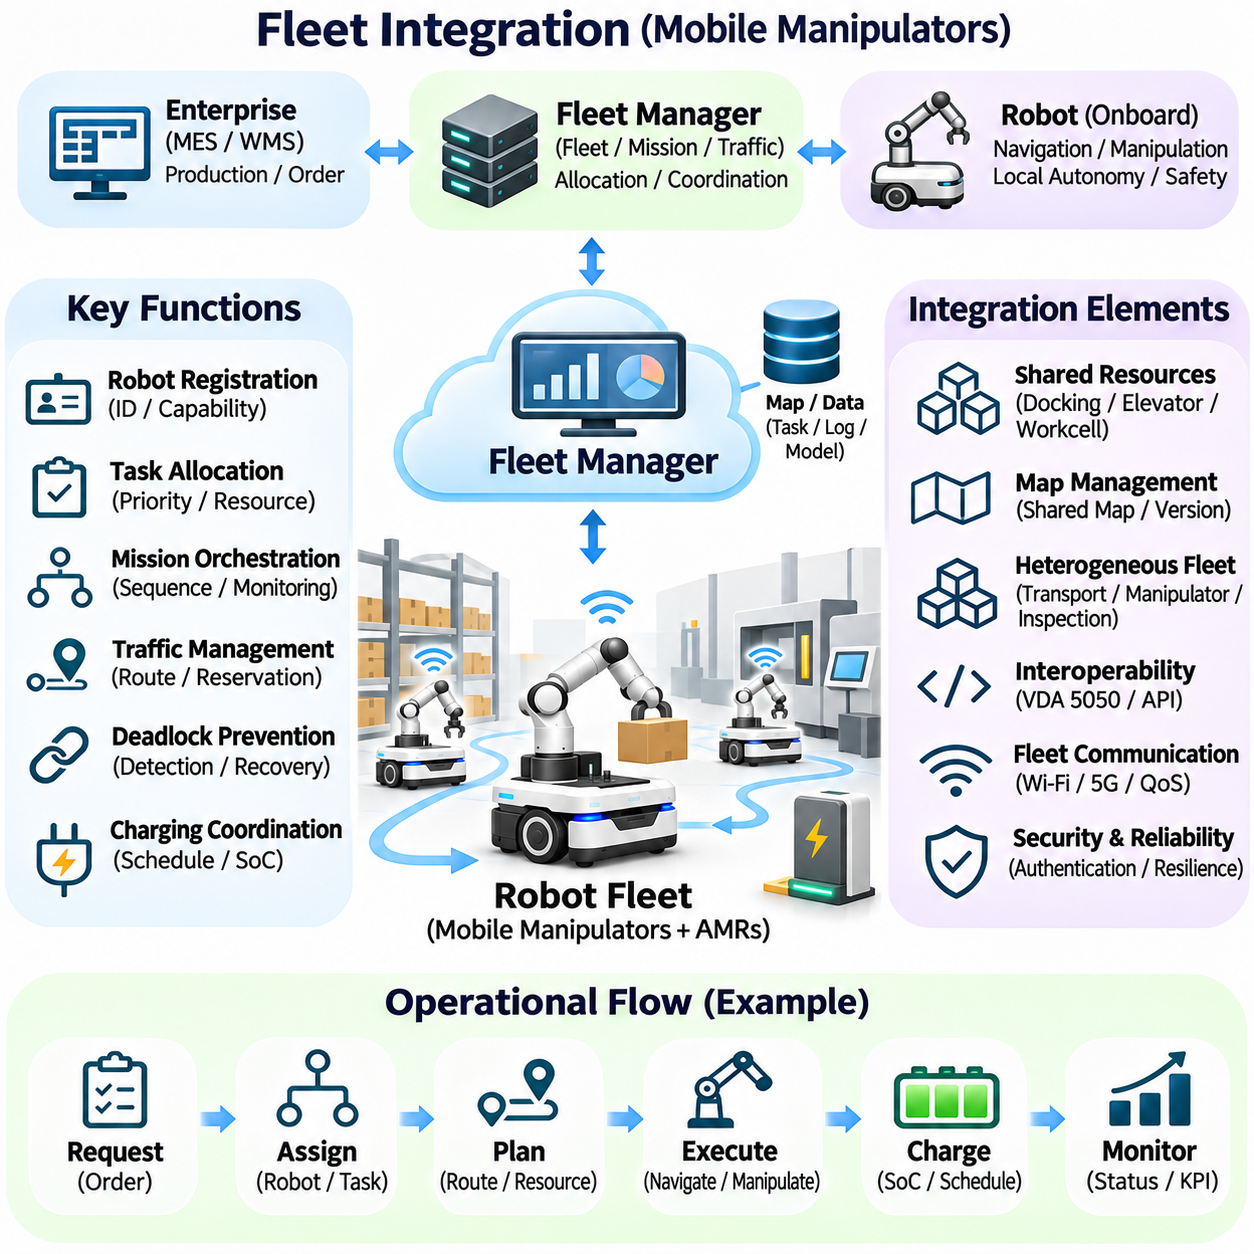 Fleet Integration (Mobile Manipulators)
Enterprise
(MES / WMS)
Production / Order
Fleet Manager
(Fleet / Mission / Traffic)
Allocation / Coordination
Robot (Onboard)
Navigation / Manipulation
Local Autonomy / Safety
Key Functions
Robot Registration
(ID / Capability)
Task Allocation
(Priority / Resource)
Mission Orchestration
(Sequence / Monitoring)
Traffic Management
(Route / Reservation)
Deadlock Prevention
(Detection / Recovery)
Charging Coordination
(Schedule / SoC)
Fleet Manager
Map / Data
(Task / Log /
Model)
Robot Fleet
(Mobile Manipulators + AMRs)
Integration Elements
Shared Resources
(Docking / Elevator /
Workcell)
Map Management
(Shared Map / Version)
Heterogeneous Fleet
(Transport / Manipulator /
Inspection)
Interoperability
(VDA 5050 / API)
Fleet Communication
(Wi-Fi / 5G / QoS)
Security & Reliability
(Authentication / Resilience)
Operational Flow (Example)
Request
(Order)
Assign
(Robot / Task)
Plan
(Route / Resource)
Execute
(Navigate / Manipulate)
Charge
(SoC / Schedule)
Monitor
(Status / KPI)